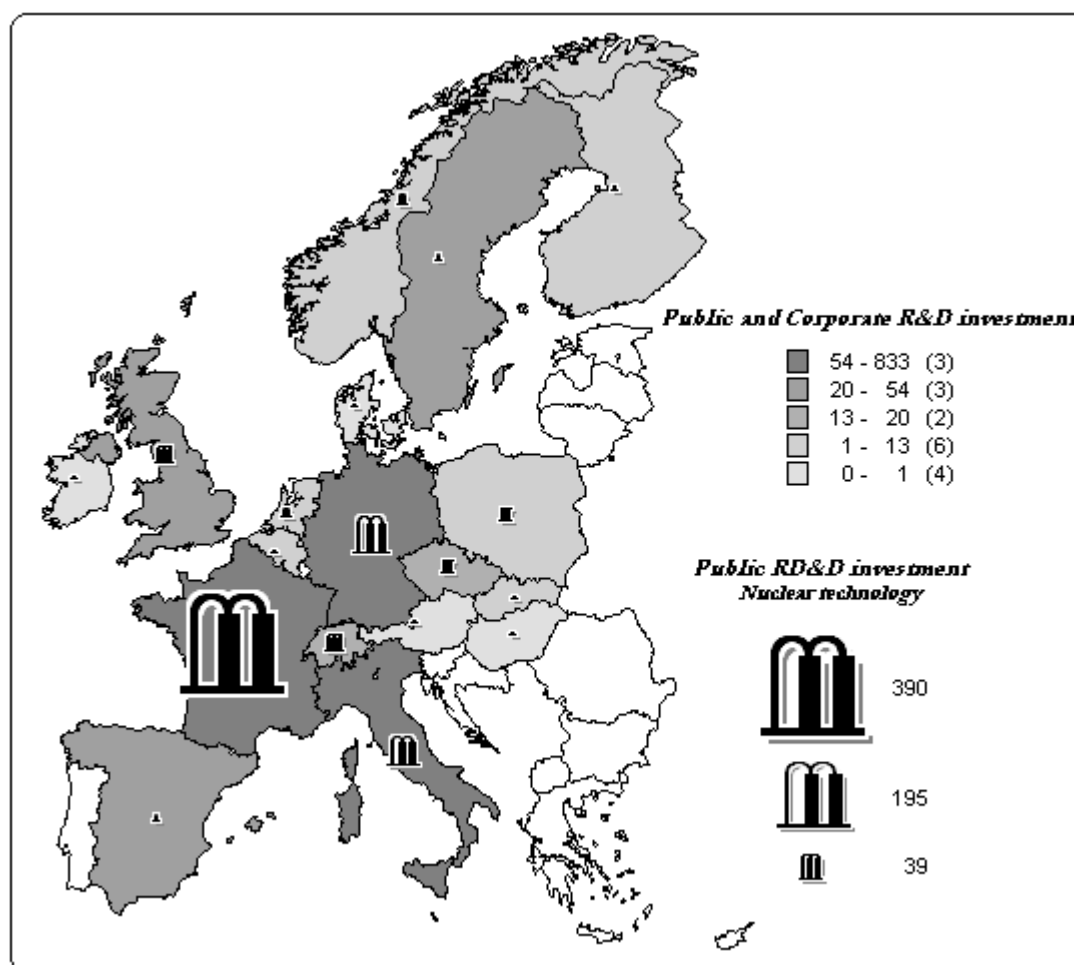 Public and Corporate R&D investment
54 - 833 (3)
20 - 54 (3)
13 - 20 (2)
1 - 13 (6)
0 - 1 (4)
Public RD&D investment
Nuclear technology
390
195
39